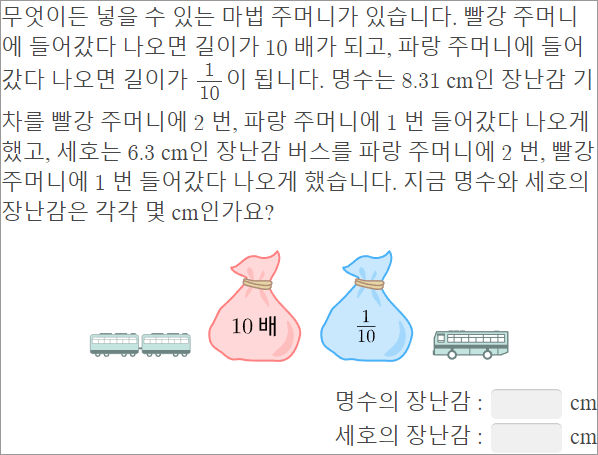 무엇이든 넣을 수 있는 마법 주머니가 있습니다. 빨강 주머니
에 들어갔다 나오면 길이가 10 배가 되고, 파랑 주머니에 들어
갔다 나오면 길이가 1/10 이 됩니다. 명수는 8.31 cm인 장난감 기
차를 빨강 주머니에 2 번, 파랑 주머니에 1 번 들어갔다 나오게
했고, 세호는 6.3 cm인 장난감 버스를 파랑 주머니에 2 번, 빨강
주머니에 1 번 들어갔다 나오게 했습니다. 지금 명수와 세호의
장난감은 각각 몇 cm인가요?
10 배
1/10
명수의 장난감 : cm
세호의 장난감 : cm